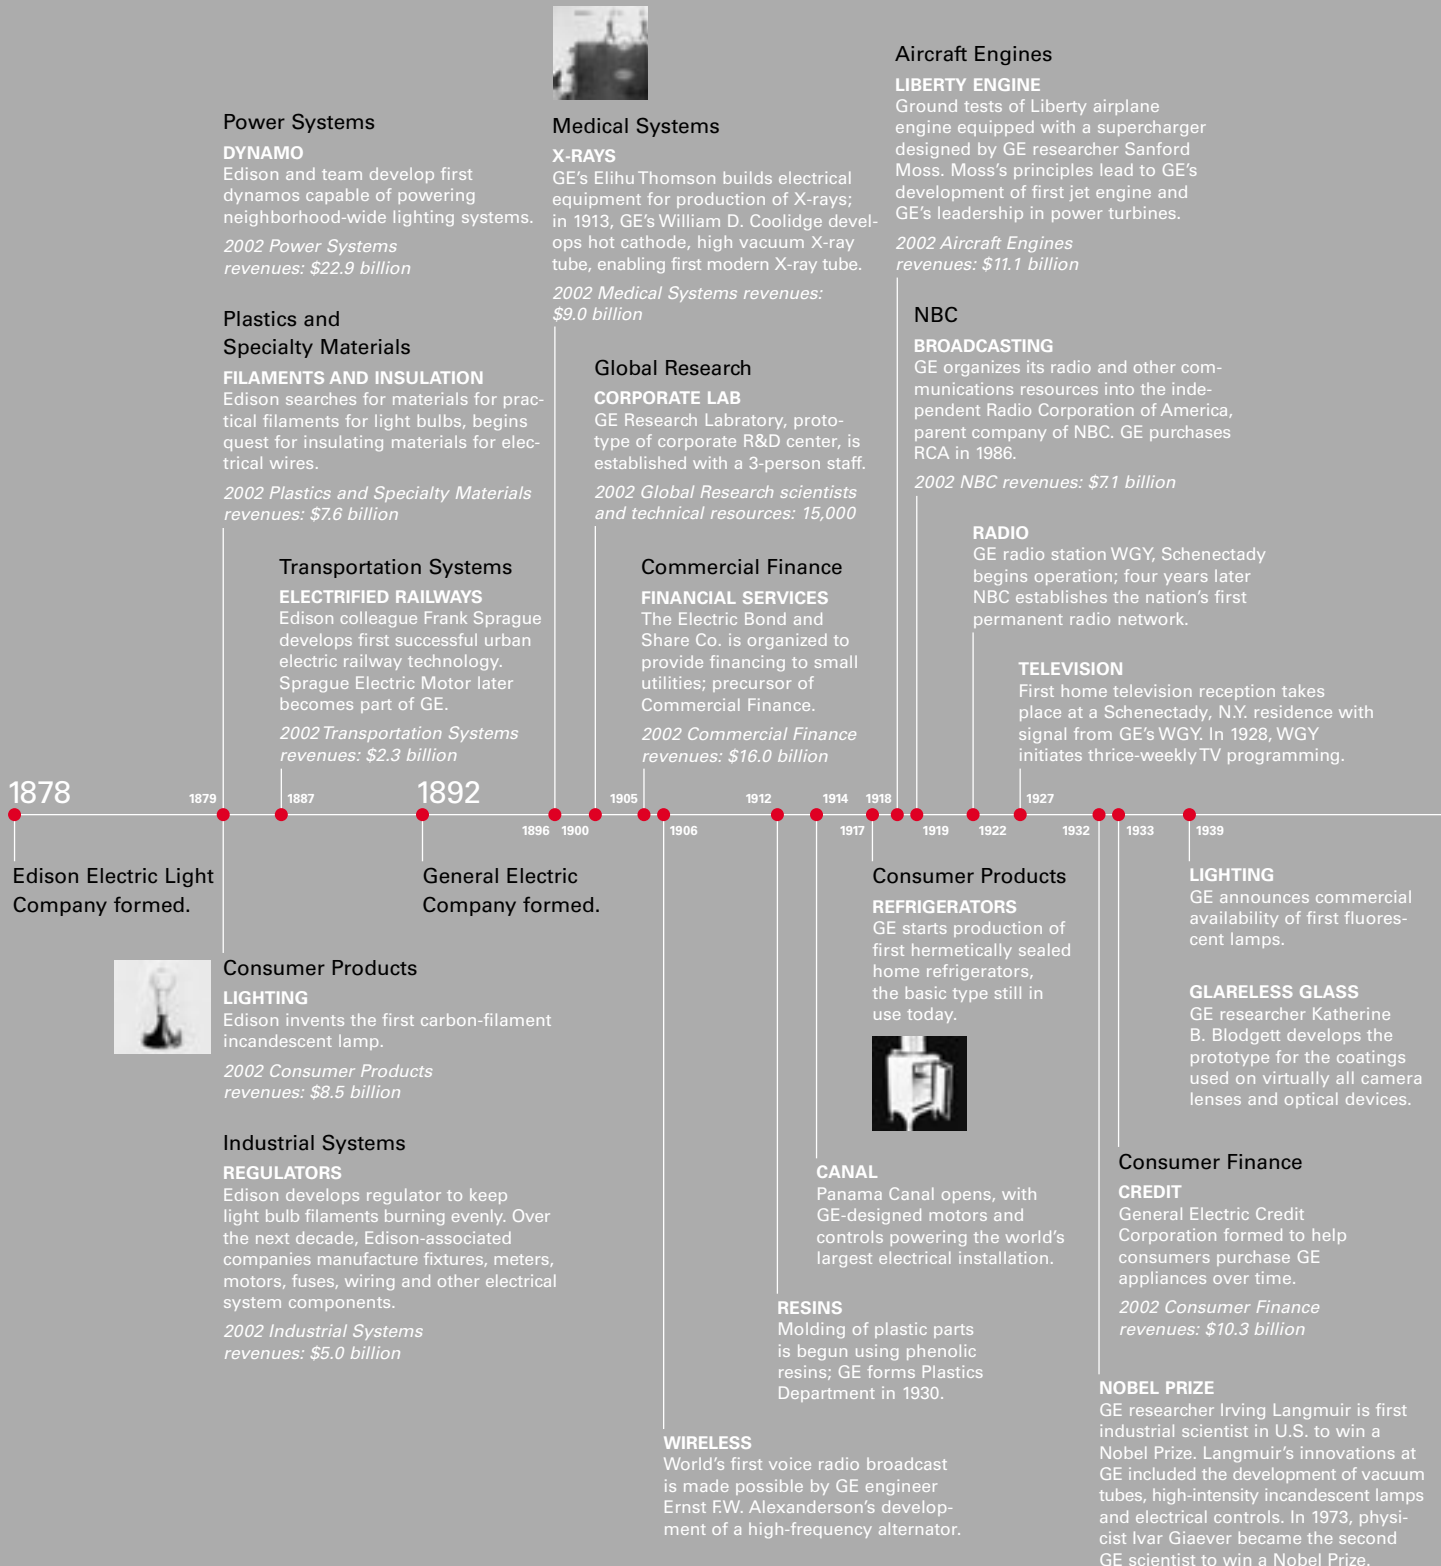 Power Systems
DYNAMO
Edison and team develop first
dynamos capable of powering
neighborhood-wide lighting systems.
2002 Power Systems
revenues: $22.9 billion
Plastics and
Specialty Materials
FILAMENTS AND INSULATION
Edison searches for materials for prac-
tical filaments for light bulbs, begins
quest for insulating materials for elec-
trical wires.
2002 Plastics and Specialty Materials
revenues: $7.6 billion
Transportation Systems
ELECTRIFIED RAILWAYS
Edison colleague Frank Sprague
develops first successful urban
electric railway technology.
Sprague Electric Motor later
becomes part of GE.
2002 Transportation Systems
revenues: $2.3 billion
Medical Systems
X-RAYS
GE's Elihu Thomson builds electrical
equipment for production of X-rays;
in 1913, GE's William D. Coolidge devel-
ops hot cathode, high vacuum X-ray
tube, enabling first modern X-ray tube.
2002 Medical Systems revenues:
$9.0 billion
Global Research
CORPORATE LAB
GE Research Labratory, proto-
type of corporate R&D center, is
established with a 3-person staff.
2002 Global Research scientists
and technical resources: 15,000
Commercial Finance
FINANCIAL SERVICES
The Electric Bond and
Share Co. is organized to
provide financing to small
utilities; precursor of
Commercial Finance.
2002 Commercial Finance
revenues: $16.0 billion
Aircraft Engines
LIBERTY ENGINE
Ground tests of Liberty airplane
engine equipped with a supercharger
designed by GE researcher Sanford
Moss. Moss's principles lead to GE's
development of first jet engine and
GE's leadership in power turbines.
2002 Aircraft Engines
revenues: $11.1 billion
NBC
BROADCASTING
GE organizes its radio and other com-
munications resources into the inde-
pendent Radio Corporation of America,
parent company of NBC. GE purchases
RCA in 1986.
2002 NBC revenues: $7.1 billion
RADIO
GE radio station WGY, Schenectady
begins operation; four years later
NBC establishes the nation's first
permanent radio network.
TELEVISION
First home television reception takes
place at a Schenectady, N.Y. residence with
signal from GE's WGY. In 1928, WGY
initiates thrice-weekly TV programming.
1878
1879
1887
1892
1896
1900
1905
1906
1912
1914
1917
1918
1919
1922
1927
1932
1933
1939
Edison Electric Light
Company formed.
General Electric
Company formed.
Consumer Products
LIGHTING
Edison invents the first carbon-filament
incandescent lamp.
2002 Consumer Products
revenues: $8.5 billion
Industrial Systems
REGULATORS
Edison develops regulator to keep
light bulb filaments burning evenly. Over
the next decade, Edison-associated
companies manufacture fixtures, meters,
motors, fuses, wiring and other electrical
system components.
2002 Industrial Systems
revenues: $5.0 billion
WIRELESS
World's first voice radio broadcast
is made possible by GE engineer
Ernst F.W. Alexanderson's develop-
ment of a high-frequency alternator.
RESINS
Molding of plastic parts
is begun using phenolic
resins; GE forms Plastics
Department in 1930.
CANAL
Panama Canal opens, with
GE-designed motors and
controls powering the world's
largest electrical installation.
Consumer Products
REFRIGERATORS
GE starts production of
first hermetically sealed
home refrigerators,
the basic type still in
use today.
NOBEL PRIZE
GE researcher Irving Langmuir is first
industrial scientist in U.S. to win a
Nobel Prize. Langmuir's innovations at
GE included the development of vacuum
tubes, high-intensity incandescent lamps
and electrical controls. In 1973, physi-
cist Ivar Giaever became the second
GE scientist to win a Nobel Prize.
Consumer Finance
CREDIT
General Electric Credit
Corporation formed to help
consumers purchase GE
appliances over time.
2002 Consumer Finance
revenues: $10.3 billion
LIGHTING
GE announces commercial
availability of first fluores-
cent lamps.
GLARELESS GLASS
GE researcher Katherine
B. Blodgett develops the
prototype for the coatings
used on virtually all camera
lenses and optical devices.